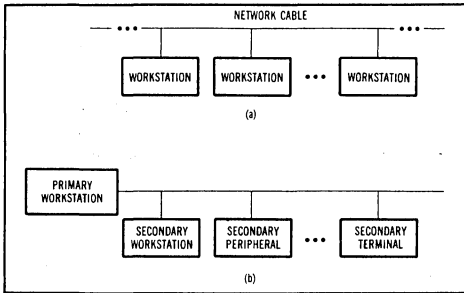 NETWORK CABLE
WORKSTATION WORKSTATION ••• WORKSTATION
(a)
PRIMARY
WORKSTATION
SECONDARY SECONDARY SECONDARY
WORKSTATION PERIPHERAL ••• TERMINAL
(b)